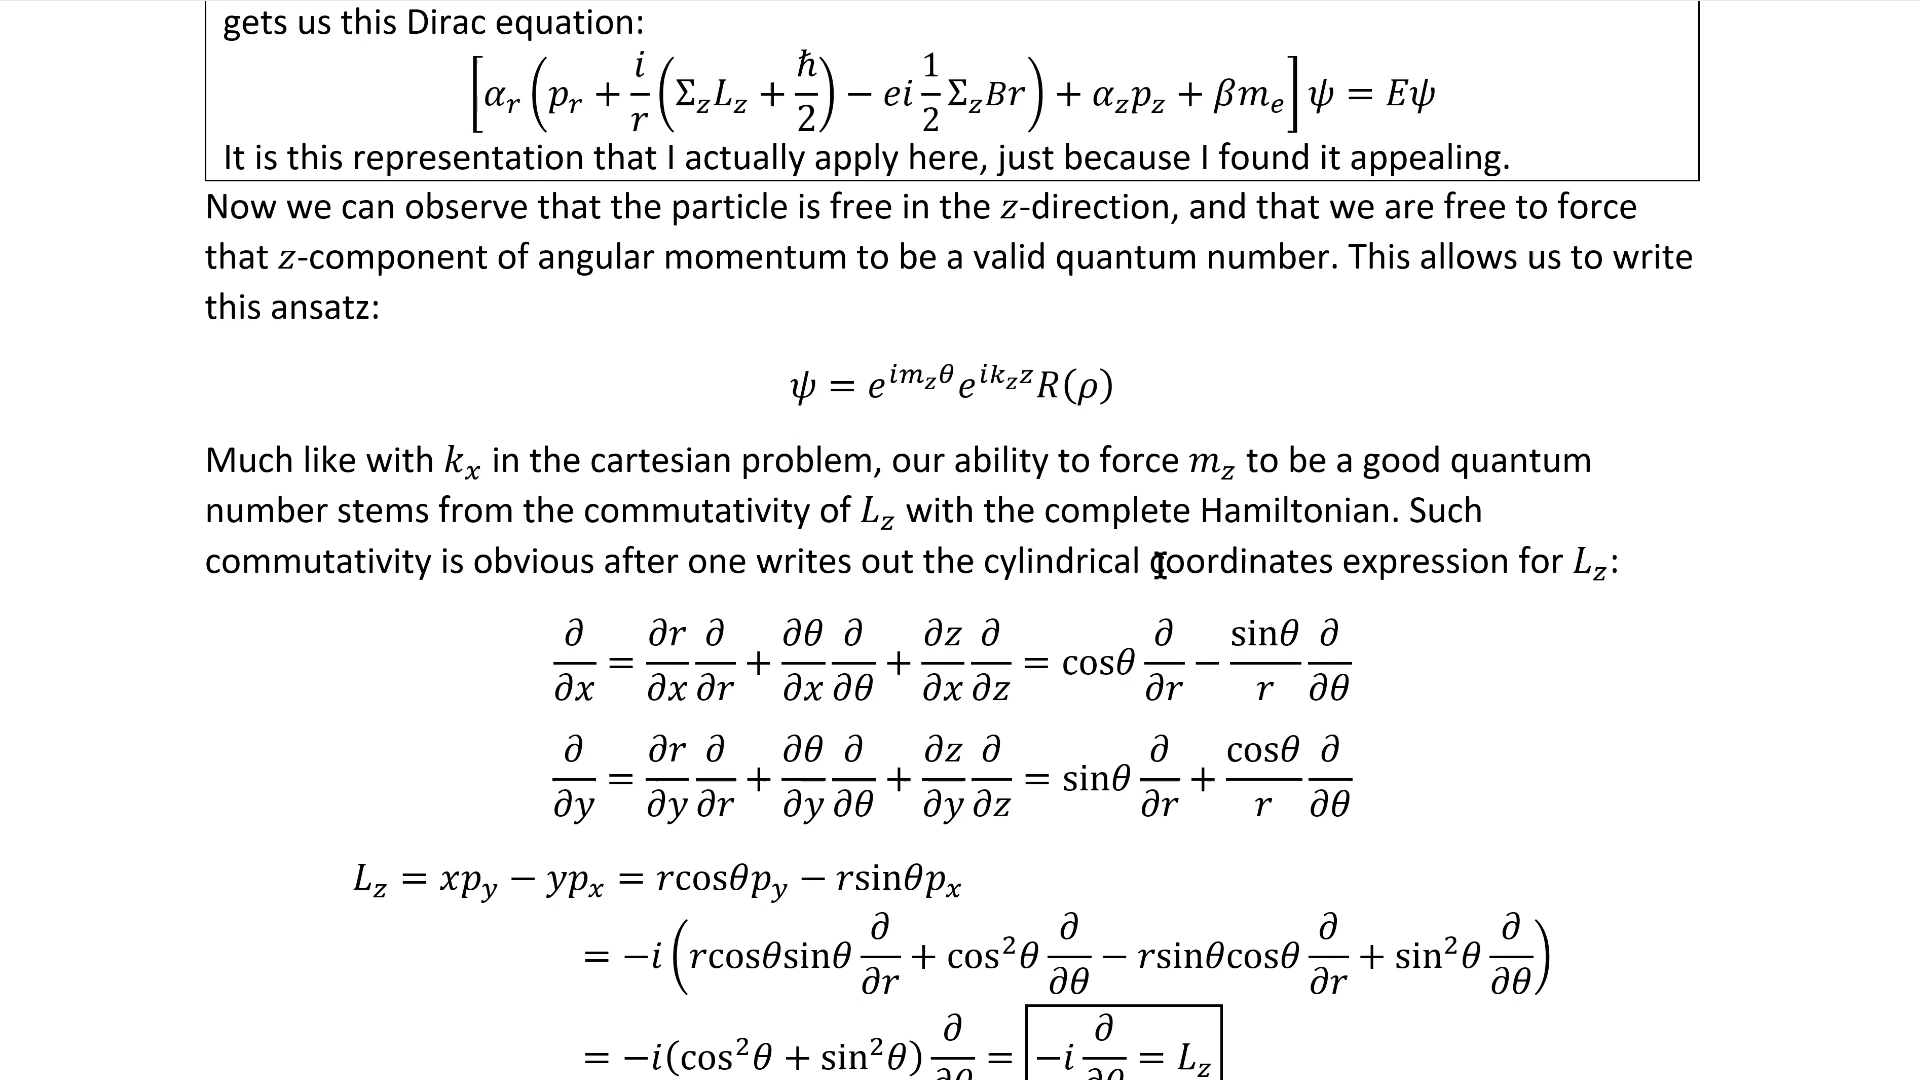 gets us this Dirac equation:
[α_r (p_r + i/r (Σ_z L_z + ħ/2) − ei 1/2 Σ_z Br) + α_z p_z + βm_e] ψ = Eψ
It is this representation that I actually apply here, just because I found it appealing.
Now we can observe that the particle is free in the z-direction, and that we are free to force
that z-component of angular momentum to be a valid quantum number. This allows us to write
this ansatz:
ψ = e^{im_zθ} e^{ik_zz} R(ρ)
Much like with k_x in the cartesian problem, our ability to force m_z to be a good quantum
number stems from the commutativity of L_z with the complete Hamiltonian. Such
commutativity is obvious after one writes out the cylindrical coordinates expression for L_z:
∂/∂x = ∂r/∂x ∂/∂r + ∂θ/∂x ∂/∂θ + ∂z/∂x ∂/∂z = cosθ ∂/∂r − sinθ/r ∂/∂θ
∂/∂y = ∂r/∂y ∂/∂r + ∂θ/∂y ∂/∂θ + ∂z/∂y ∂/∂z = sinθ ∂/∂r + cosθ/r ∂/∂θ
L_z = xp_y − yp_x = rcosθp_y − rsinθp_x
= −i (rcosθsinθ ∂/∂r + cos²θ ∂/∂θ − rsinθcosθ ∂/∂r + sin²θ ∂/∂θ)
= −i(cos²θ + sin²θ) ∂/∂θ = −i ∂/∂θ = L_z